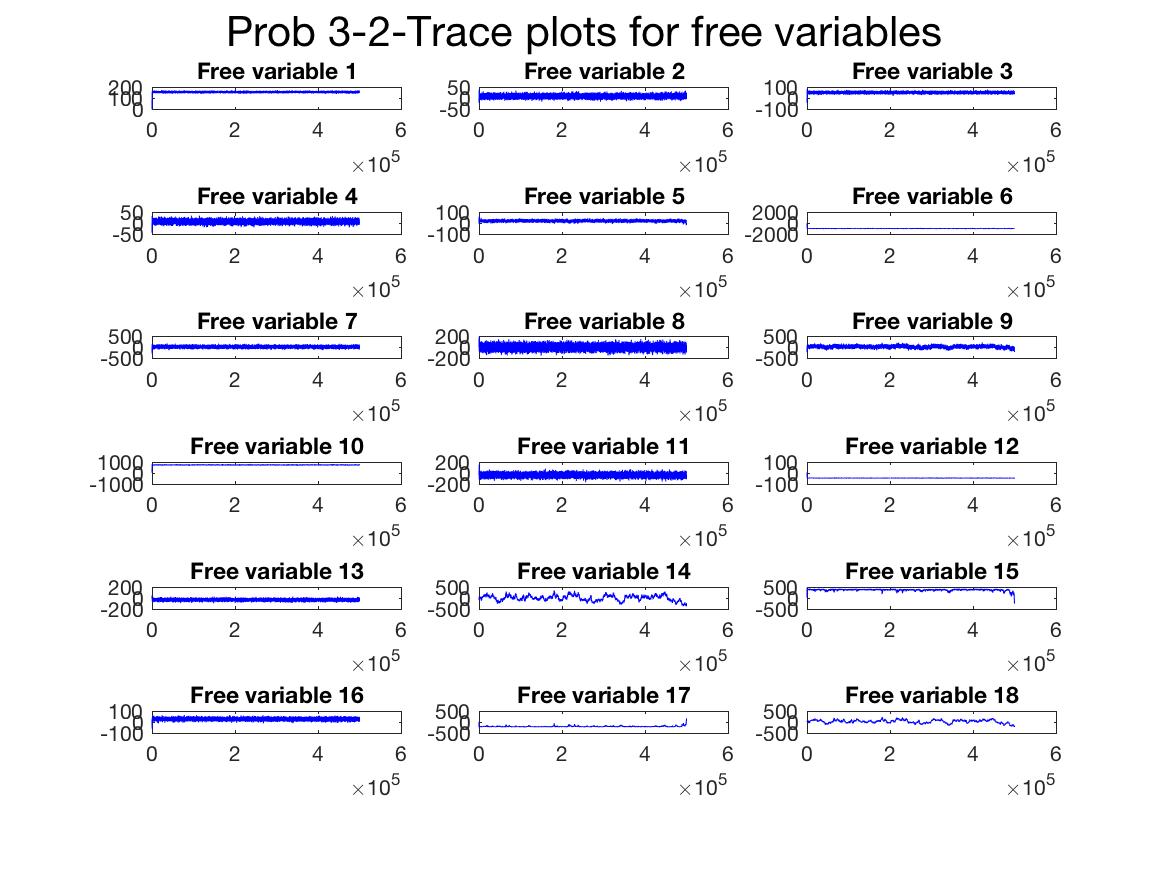 Prob 3-2-Trace plots for free variables
Free variable 1 Free variable 2 Free variable 3
200 50 100
100 0 0
0 -50 -100
0 2 4 6 0 2 4 6 0 2 4 6
×10^5 ×10^5 ×10^5
Free variable 4 Free variable 5 Free variable 6
50 100 2000
0 0 0
-50 -100 -2000
0 2 4 6 0 2 4 6 0 2 4 6
×10^5 ×10^5 ×10^5
Free variable 7 Free variable 8 Free variable 9
500 200 500
0 0 0
-500 -200 -500
0 2 4 6 0 2 4 6 0 2 4 6
×10^5 ×10^5 ×10^5
Free variable 10 Free variable 11 Free variable 12
1000 200 100
0 0 0
-1000 -200 -100
0 2 4 6 0 2 4 6 0 2 4 6
×10^5 ×10^5 ×10^5
Free variable 13 Free variable 14 Free variable 15
200 500 500
0 0 0
-200 -500 -500
0 2 4 6 0 2 4 6 0 2 4 6
×10^5 ×10^5 ×10^5
Free variable 16 Free variable 17 Free variable 18
100 500 500
0 0 0
-100 -500 -500
0 2 4 6 0 2 4 6 0 2 4 6
×10^5 ×10^5 ×10^5